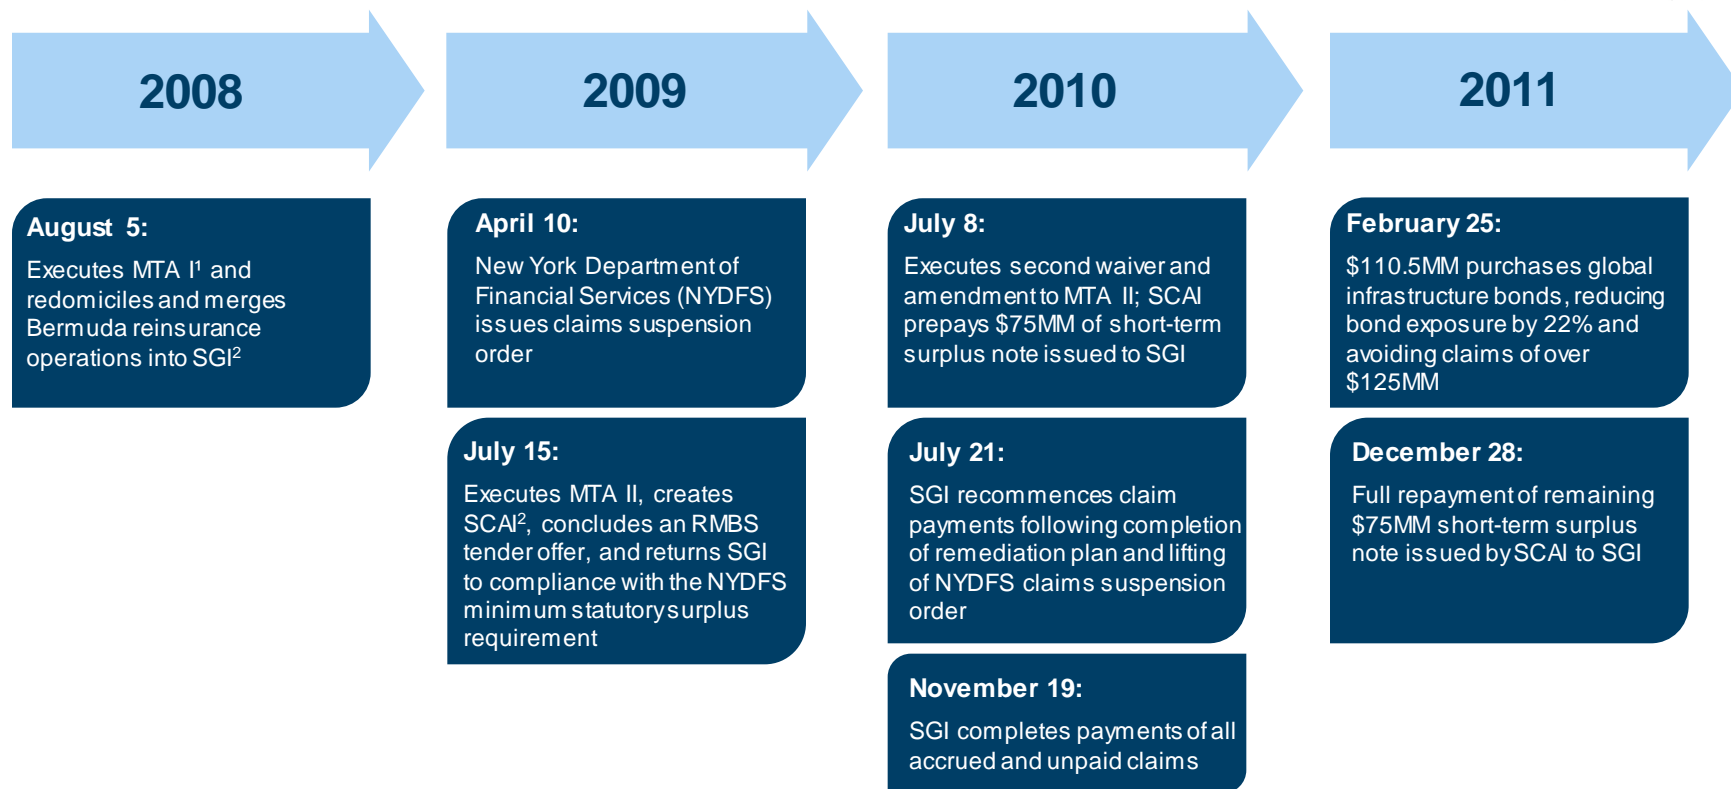 2008
2009
2010
2011
August 5:
Executes MTA I¹ and
redomiciles and merges
Bermuda reinsurance
operations into SGI²
April 10:
New York Department of
Financial Services (NYDFS)
issues claims suspension
order
July 15:
Executes MTA II, creates
SCAI², concludes an RMBS
tender offer, and returns SGI
to compliance with the NYDFS
minimum statutory surplus
requirement
July 8:
Executes second waiver and
amendment to MTA II; SCAI
prepays $75MM of short-term
surplus note issued to SGI
July 21:
SGI recommences claim
payments following completion
of remediation plan and lifting
of NYDFS claims suspension
order
November 19:
SGI completes payments of all
accrued and unpaid claims
February 25:
$110.5MM purchases global
infrastructure bonds, reducing
bond exposure by 22% and
avoiding claims of over
$125MM
December 28:
Full repayment of remaining
$75MM short-term surplus
note issued by SCAI to SGI